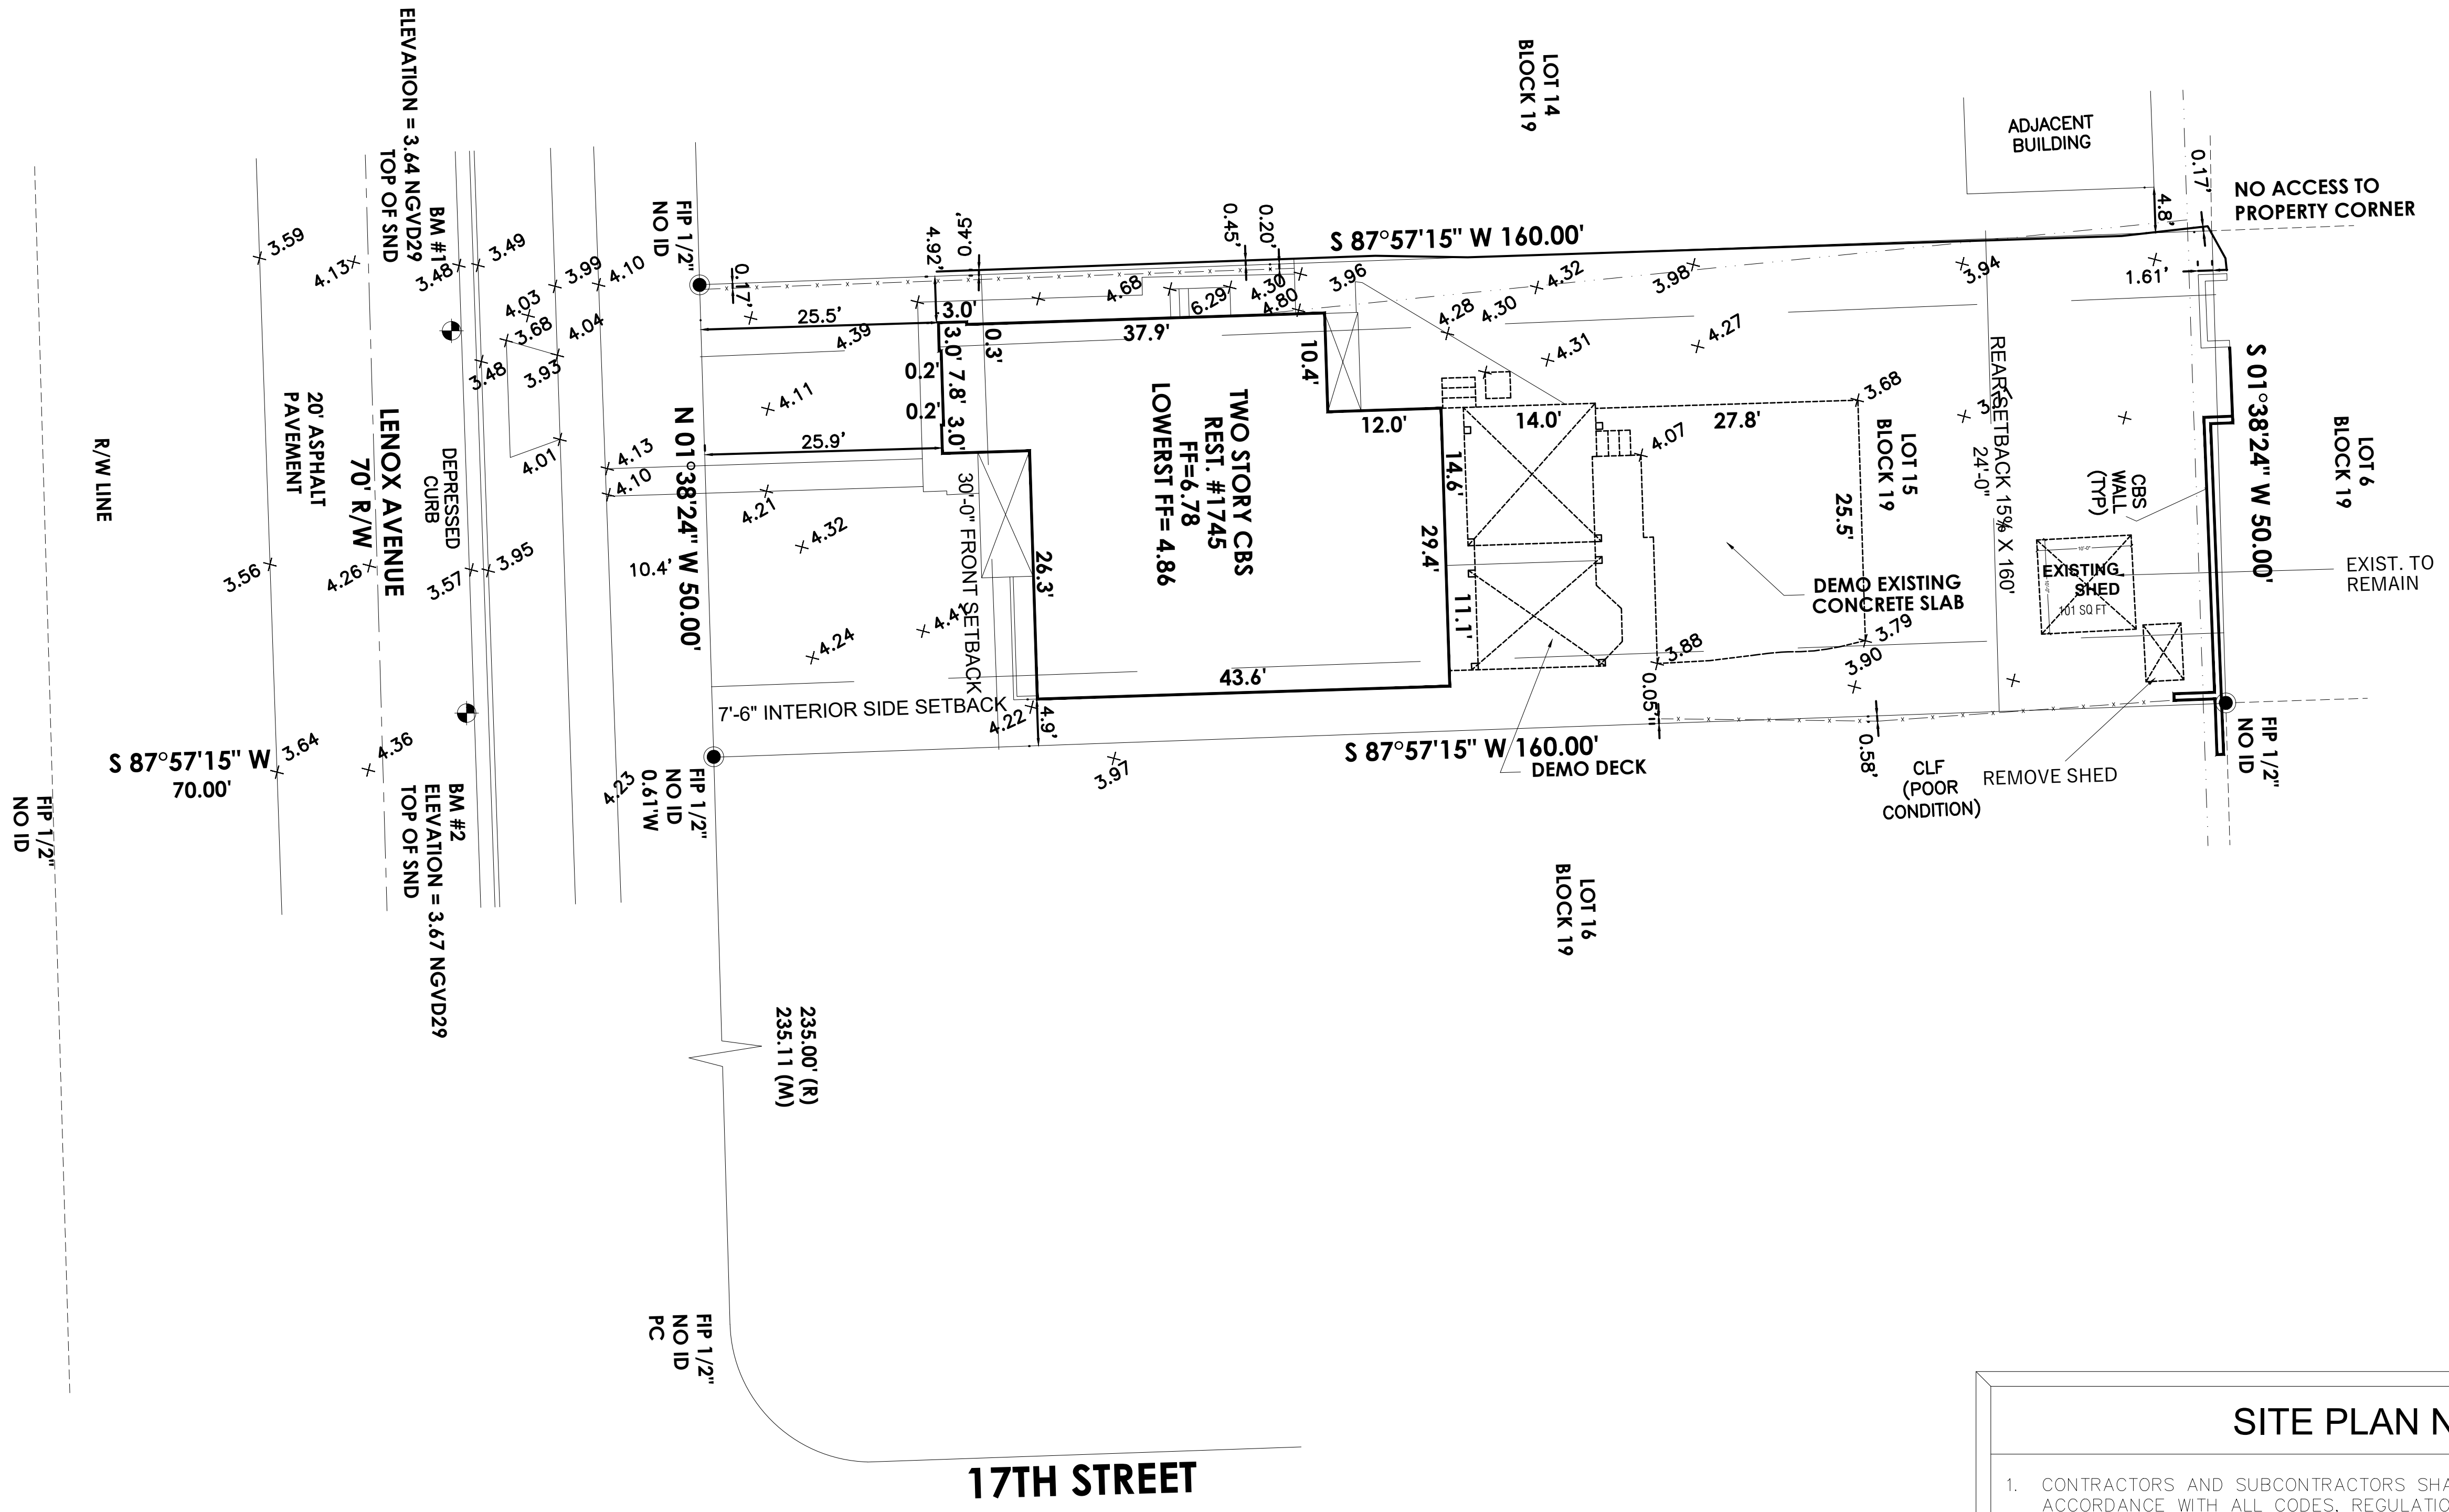 LOT 14
BLOCK 19
ADJACENT
BUILDING
NO ACCESS TO
PROPERTY CORNER
0.17'
4.8'
1.61'
BM #1
ELEVATION = 3.64 NGVD29
TOP OF SND
FIP 1/2"
NO ID
S 87°57'15" W 160.00'
4.92'
0.45'
0.45'
0.20'
0.17'
3.59
4.13
3.48
3.49
3.99
4.10
4.03
3.68
4.04
3.48
3.93
4.01
4.13
4.10
25.5'
3.0'
4.39
4.68
6.29
4.30
4.80
3.96
4.28
4.30
4.32
3.98
3.94
4.31
4.27
0.3'
37.9'
10.4'
3.0'
7.8'
3.0'
0.2'
0.2'
4.11
25.9'
4.21
4.32
12.0'
14.0'
27.8'
4.07
3.68
14.6'
29.4'
11.1'
25.5'
26.3'
43.6'
TWO STORY CBS
REST. #1745
FF=6.78
LOWERST FF= 4.86
LOT 15
BLOCK 19
REAR SETBACK 15% X 160'
24'-0"
CBS
WALL
(TYP)
S 01°38'24" W 50.00'
LOT 6
BLOCK 19
EXISTING
SHED
101 SQ FT
10'-0"
EXIST. TO
REMAIN
DEMO EXISTING
CONCRETE SLAB
3.88
3.79
3.90
R/W LINE
20' ASPHALT
PAVEMENT
LENOX AVENUE
70' R/W
DEPRESSED
CURB
N 01°38'24" W 50.00'
10.4'
3.56
4.26
3.57
3.95
4.24
30'-0" FRONT SETBACK
7'-6" INTERIOR SIDE SETBACK
4.22
4.9'
3.97
S 87°57'15" W 160.00'
DEMO DECK
0.05'
0.58'
CLF
(POOR
CONDITION)
REMOVE SHED
FIP 1/2"
NO ID
S 87°57'15" W
70.00'
3.64
4.36
4.23
FIP 1/2"
NO ID
0.61'W
BM #2
ELEVATION = 3.67 NGVD29
TOP OF SND
FIP 1/2"
NO ID
LOT 16
BLOCK 19
235.00' (R)
235.11 (M)
FIP 1/2"
NO ID
PC
17TH STREET
SITE PLAN N
1. CONTRACTORS AND SUBCONTRACTORS SHA
ACCORDANCE WITH ALL CODES, REGULATIO